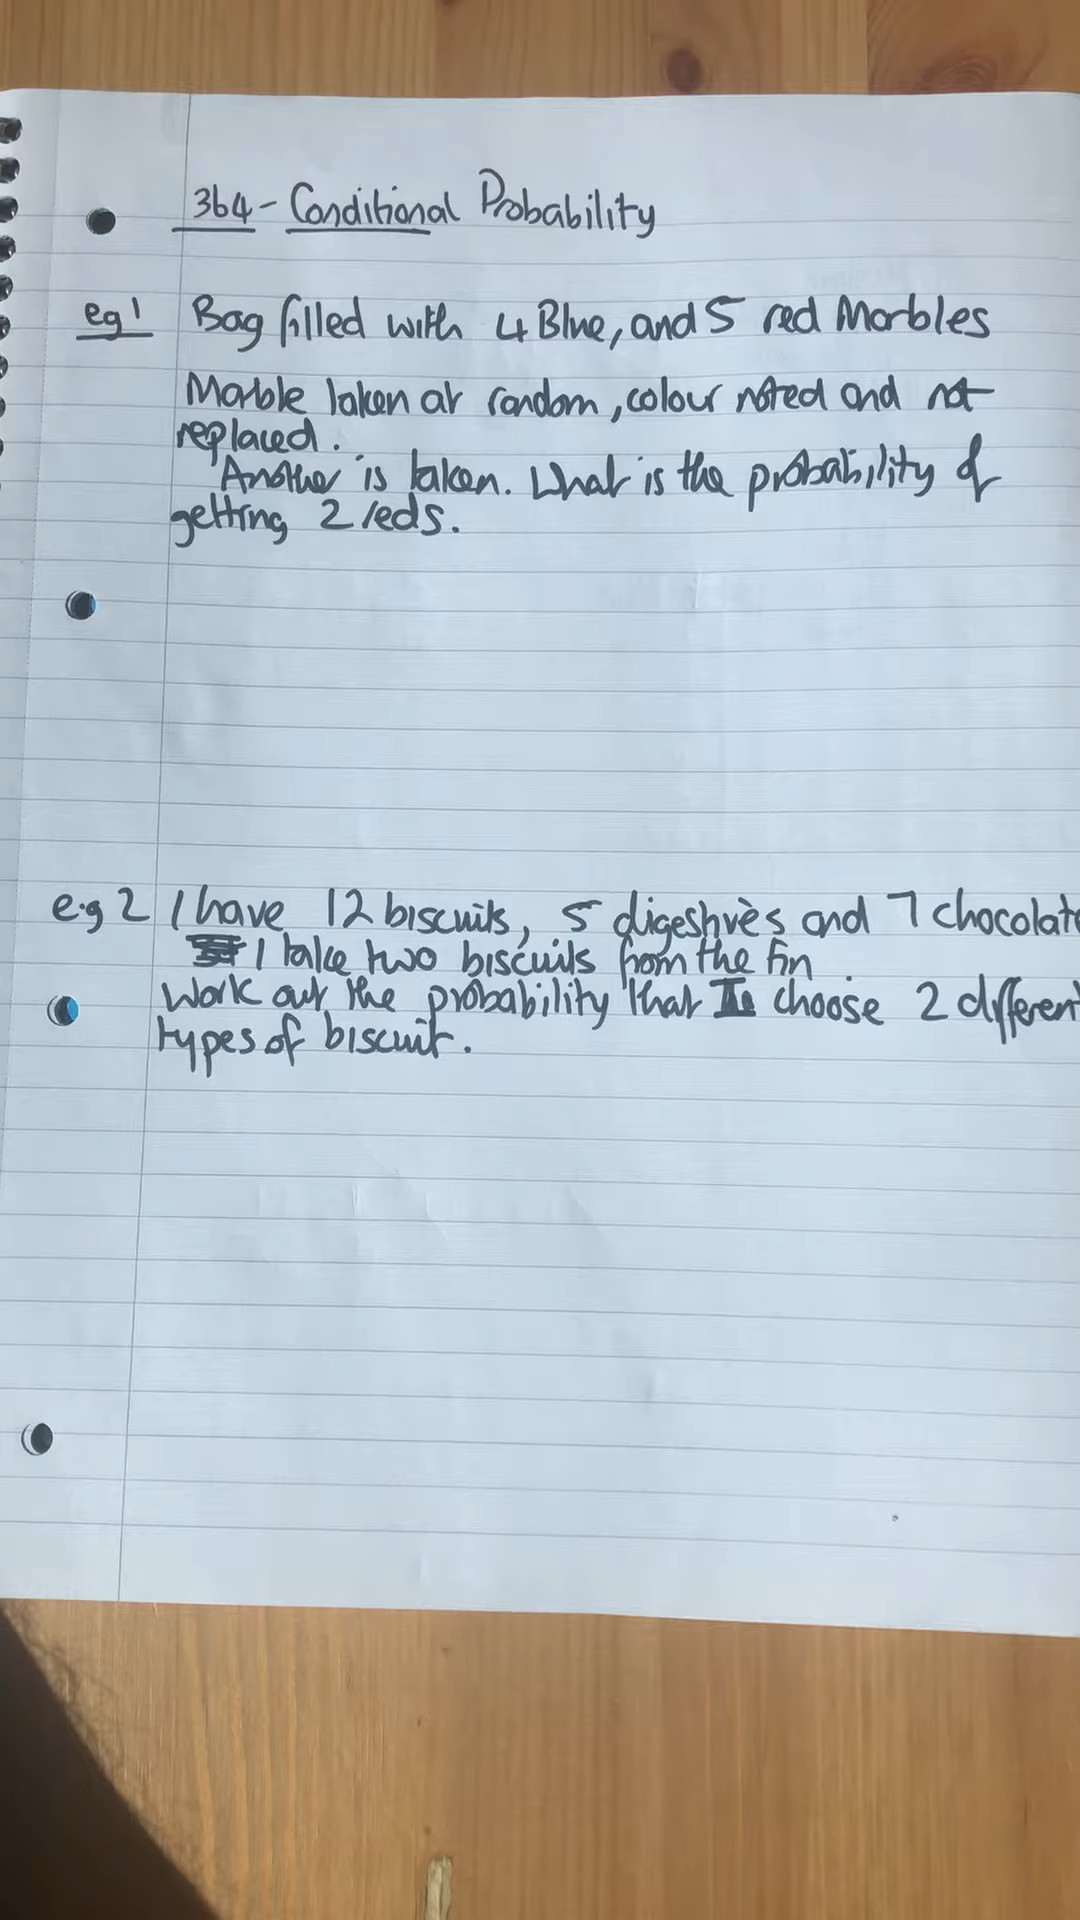 364 - Conditional Probability
eg 1 Bag filled with 4 Blue, and 5 red Marbles
Marble taken at random, colour noted and not
replaced.
Another is taken. What is the probability of
getting 2 reds.
e.g 2 I have 12 biscuits, 5 digestives and 7 chocolate
I take two biscuits from the tin
Work out the probability that I choose 2 different
types of biscuit.